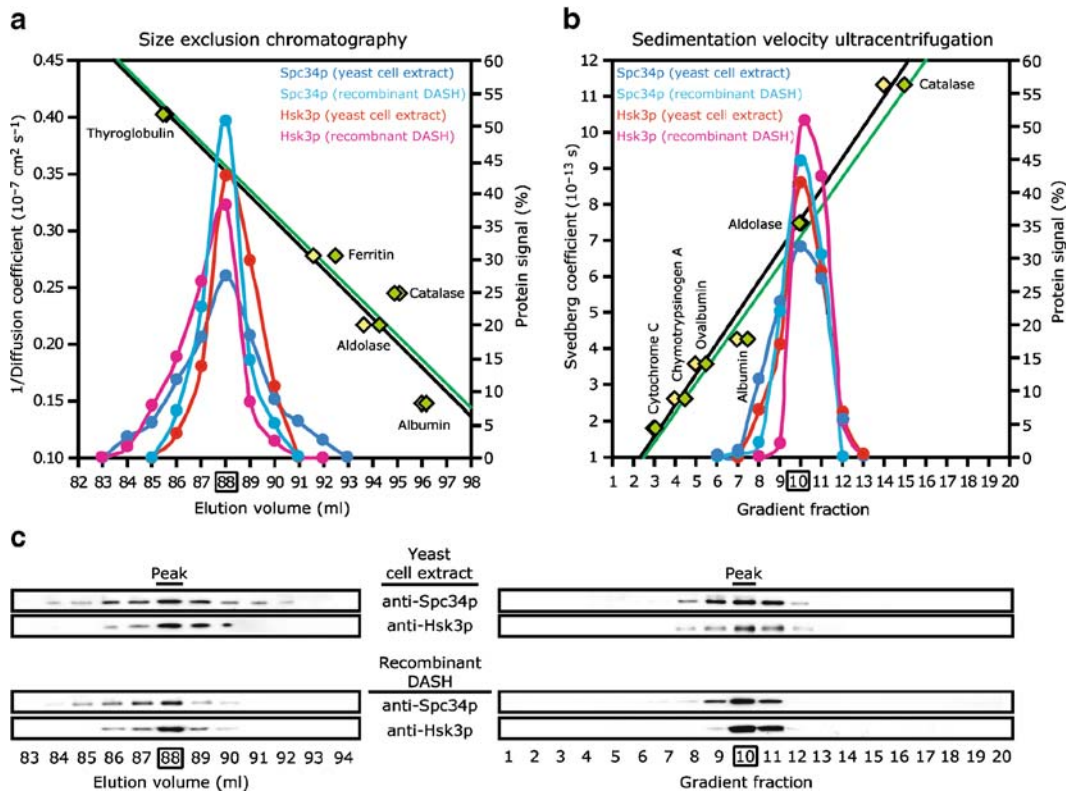 a
Size exclusion chromatography
1/Diffusion coefficient (10⁻⁷ cm² s⁻¹)
0.45
0.40
0.35
0.30
0.25
0.20
0.15
0.10
Spc34p (yeast cell extract)
Spc34p (recombinant DASH)
Hsk3p (yeast cell extract)
Hsk3p (recombinant DASH)
Thyroglobulin
Ferritin
Catalase
Aldolase
Albumin
60
55
50
45
40
35
30
25
20
15
10
5
0
Protein signal (%)
82 83 84 85 86 87 88 89 90 91 92 93 94 95 96 97 98
Elution volume (ml)
b
Sedimentation velocity ultracentrifugation
Svedberg coefficient (10⁻¹³ s)
12
11
10
9
8
7
6
5
4
3
2
1
Spc34p (yeast cell extract)
Spc34p (recombinant DASH)
Hsk3p (yeast cell extract)
Hsk3p (recombinant DASH)
Catalase
Aldolase
Cytochrome C
Chymotrypsinogen A
Ovalbumin
Albumin
60
55
50
45
40
35
30
25
20
15
10
5
0
Protein signal (%)
1 2 3 4 5 6 7 8 9 10 11 12 13 14 15 16 17 18 19 20
Gradient fraction
c
Peak
Yeast
cell extract
Peak
anti-Spc34p
anti-Hsk3p
Recombinant
DASH
anti-Spc34p
anti-Hsk3p
83 84 85 86 87 88 89 90 91 92 93 94
Elution volume (ml)
1 2 3 4 5 6 7 8 9 10 11 12 13 14 15 16 17 18 19 20
Gradient fraction